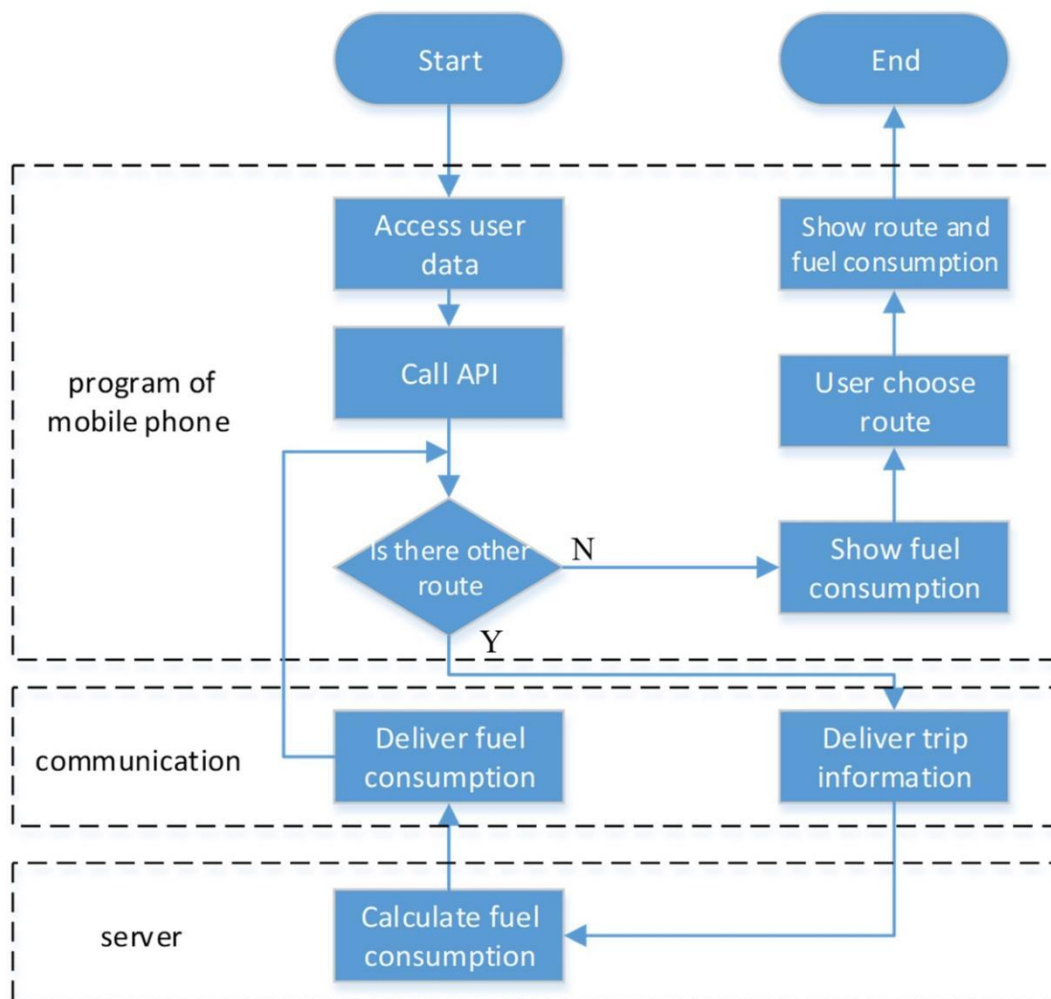 Start
End
Access user
data
Show route and
fuel consumption
program of
mobile phone
Call API
User choose
route
Is there other
route
N
Show fuel
consumption
Y
communication
Deliver fuel
consumption
Deliver trip
information
server
Calculate fuel
consumption